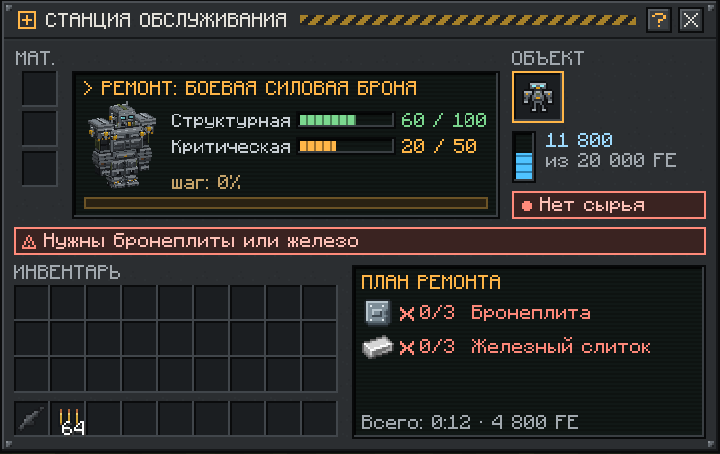 СТАНЦИЯ ОБСЛУЖИВАНИЯ
?
МАТ.
ОБЪЕКТ
> РЕМОНТ: БОЕВАЯ СИЛОВАЯ БРОНЯ
Структурная 60 / 100
Критическая 20 / 50
шаг: 0%
11 800
из 20 000 FE
Нет сырья
Нужны бронеплиты или железо
ИНВЕНТАРЬ
64
ПЛАН РЕМОНТА
0/3 Бронеплита
0/3 Железный слиток
Всего: 0:12 · 4 800 FE